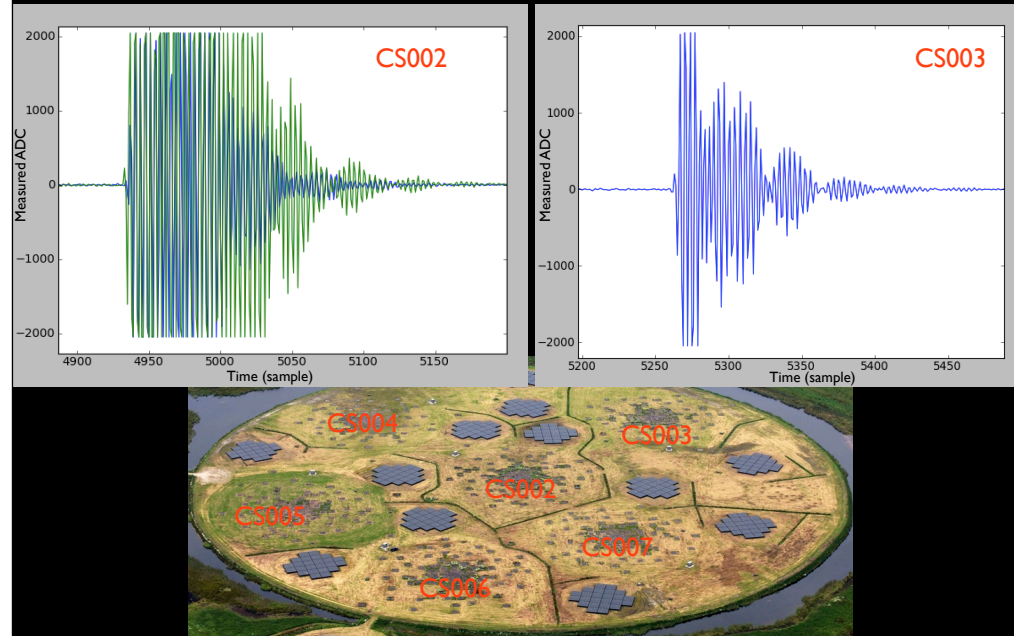 CS002
2000
1000
0
−1000
−2000
Measured ADC
4900 4950 5000 5050 5100 5150
Time (sample)
CS003
2000
1000
0
−1000
−2000
Measured ADC
5200 5250 5300 5350 5400 5450
Time (sample)
CS004
CS003
CS002
CS005
CS007
CS006